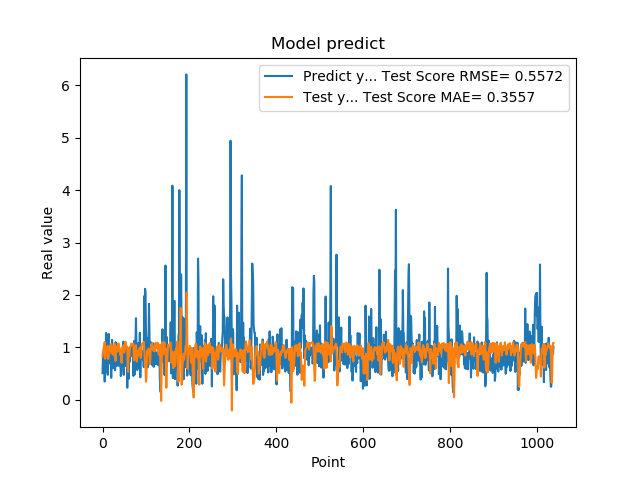 Model predict
Predict y... Test Score RMSE= 0.5572
Test y... Test Score MAE= 0.3557
Real value
6
5
4
3
2
1
0
0 200 400 600 800 1000
Point